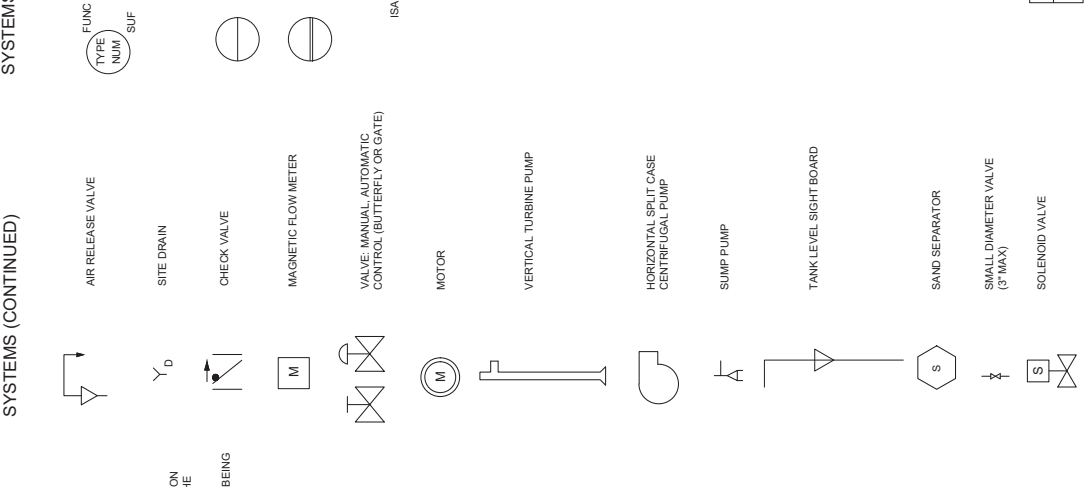 SYSTEMS
FUNC
TYPE
NUM
SUF
ISA
SYSTEMS (CONTINUED)
AIR RELEASE VALVE
D
SITE DRAIN
CHECK VALVE
M
MAGNETIC FLOW METER
VALVE: MANUAL, AUTOMATIC
CONTROL (BUTTERFLY OR GATE)
M
MOTOR
VERTICAL TURBINE PUMP
HORIZONTAL SPLIT CASE
CENTRIFUGAL PUMP
SUMP PUMP
TANK LEVEL SIGHT BOARD
S
SAND SEPARATOR
SMALL DIAMETER VALVE
(3" MAX)
S
SOLENOID VALVE
ON
BEING